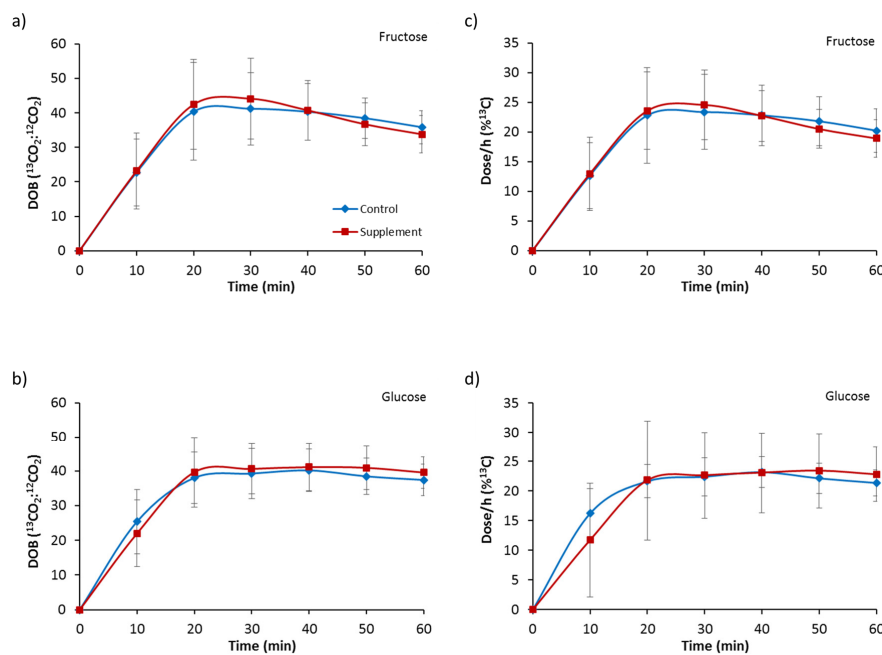 a)
Fructose
DOB (¹³CO₂:¹²CO₂)
60
50
40
30
20
10
0
Control
Supplement
0 10 20 30 40 50 60
Time (min)
c)
Fructose
Dose/h (%¹³C)
35
30
25
20
15
10
5
0
0 10 20 30 40 50 60
Time (min)
b)
Glucose
DOB (¹³CO₂:¹²CO₂)
60
50
40
30
20
10
0
0 10 20 30 40 50 60
Time (min)
d)
Glucose
Dose/h (%¹³C)
35
30
25
20
15
10
5
0
0 10 20 30 40 50 60
Time (min)